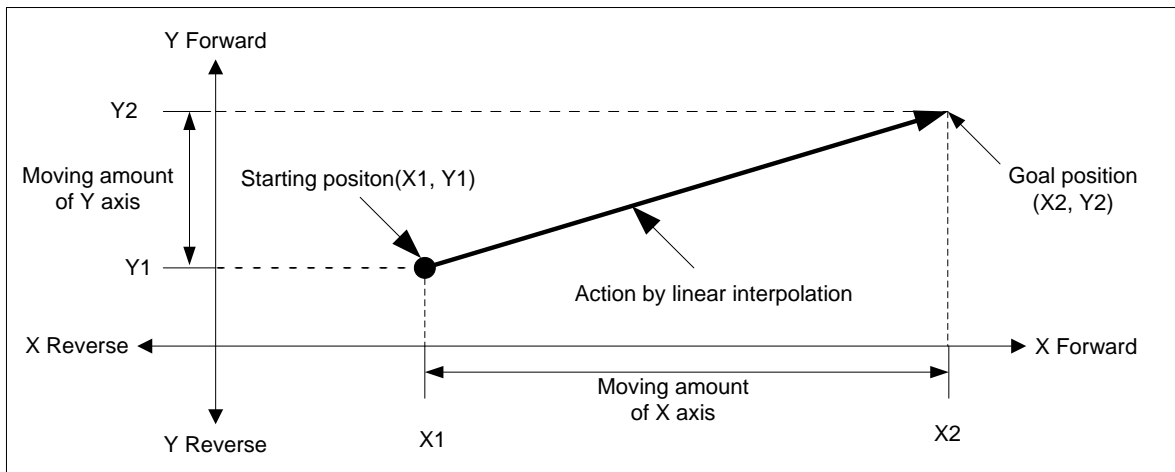 Y Forward
Y2
Moving amount
of Y axis
Starting positon(X1, Y1)
Goal position
(X2, Y2)
Y1
Action by linear interpolation
X Reverse
X Forward
Moving amount
of X axis
Y Reverse
X1
X2